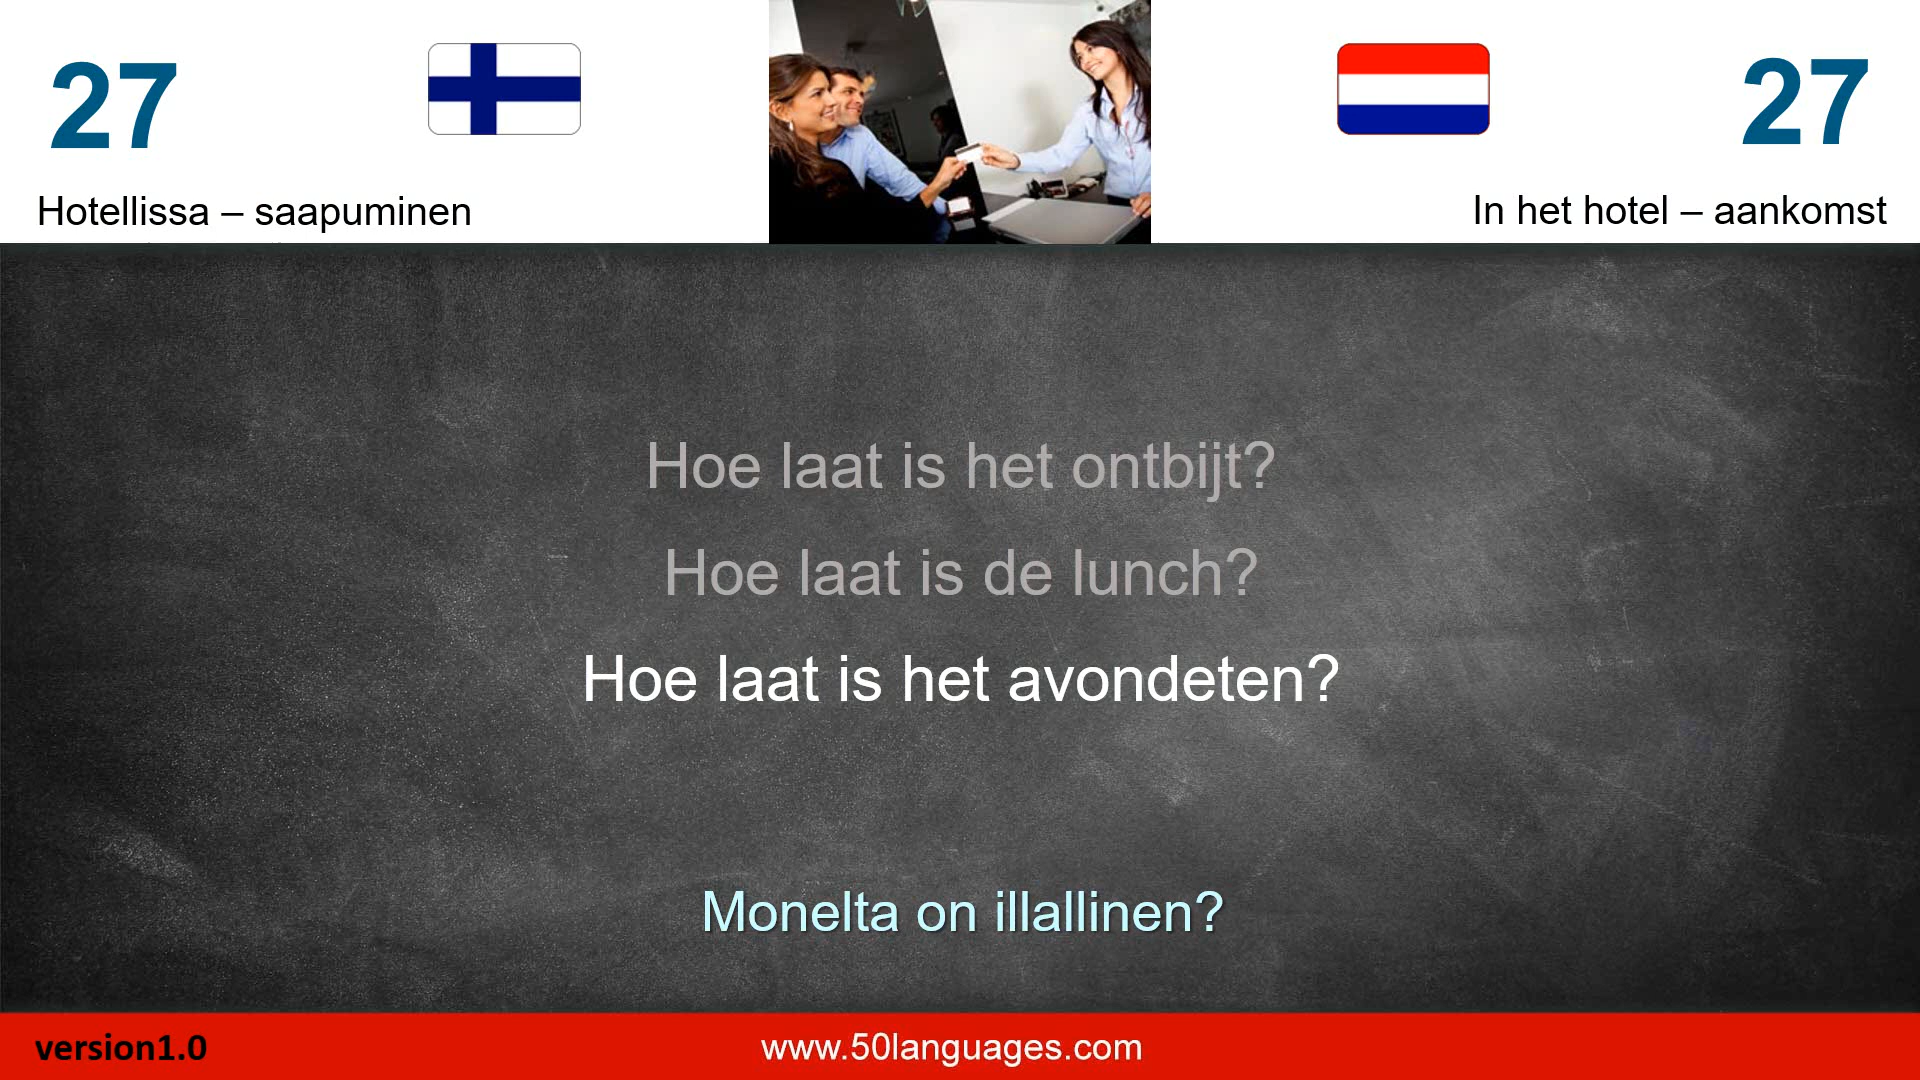 27
27
Hotellissa – saapuminen
In het hotel – aankomst
Hoe laat is het ontbijt?
Hoe laat is de lunch?
Hoe laat is het avondeten?
Monelta on illallinen?
version1.0
www.50languages.com